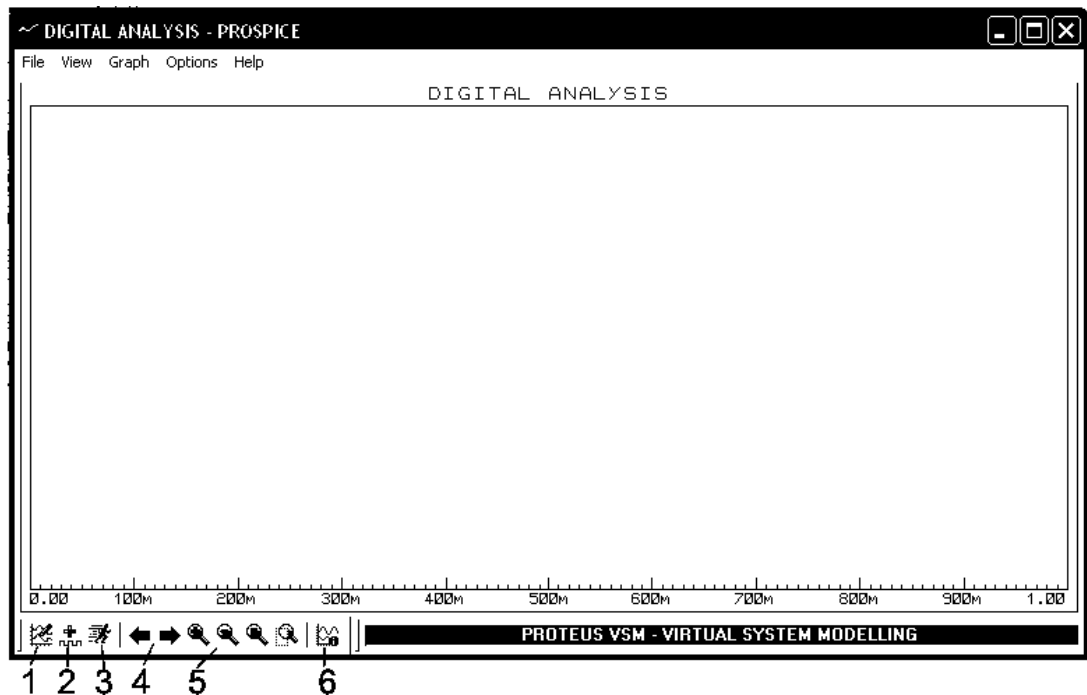 DIGITAL ANALYSIS - PROSPICE
File View Graph Options Help
DIGITAL ANALYSIS
0.00 100m 200m 300m 400m 500m 600m 700m 800m 900m 1.00
PROTEUS VSM - VIRTUAL SYSTEM MODELLING
1 2 3 4 5 6